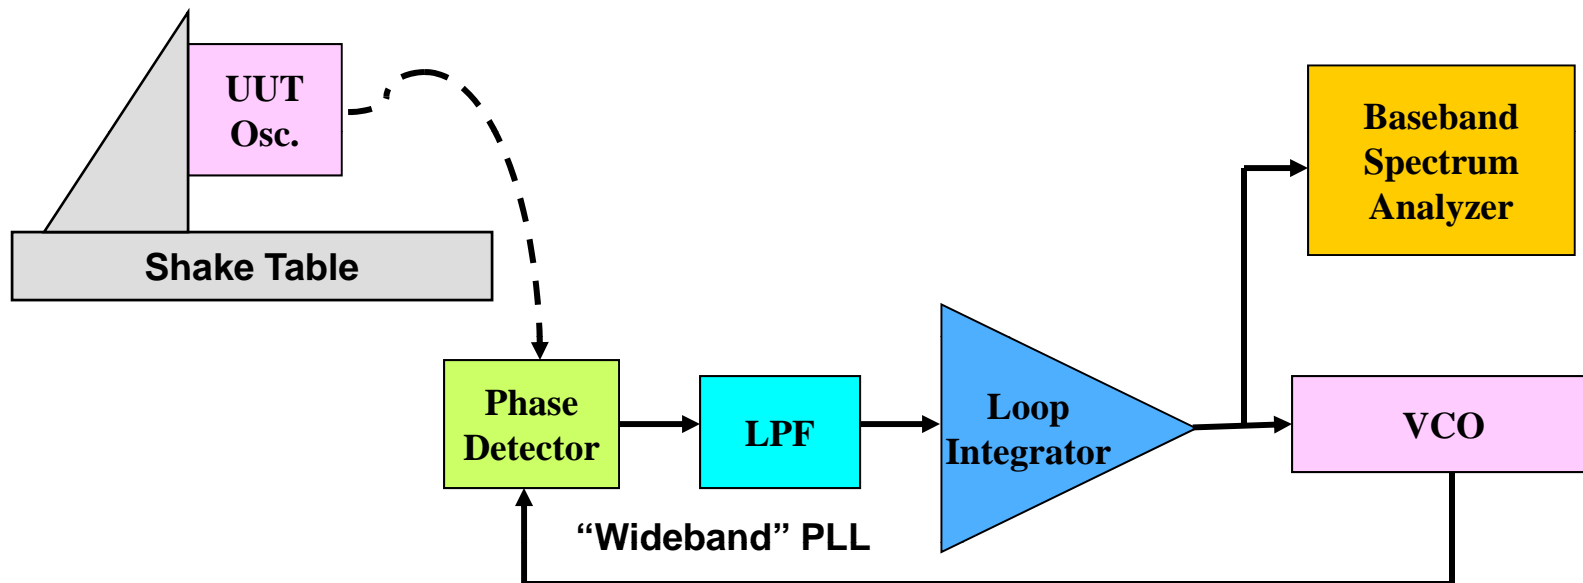 UUT
Osc.
Shake Table
Baseband
Spectrum
Analyzer
Phase
Detector
LPF
Loop
Integrator
VCO
“Wideband” PLL